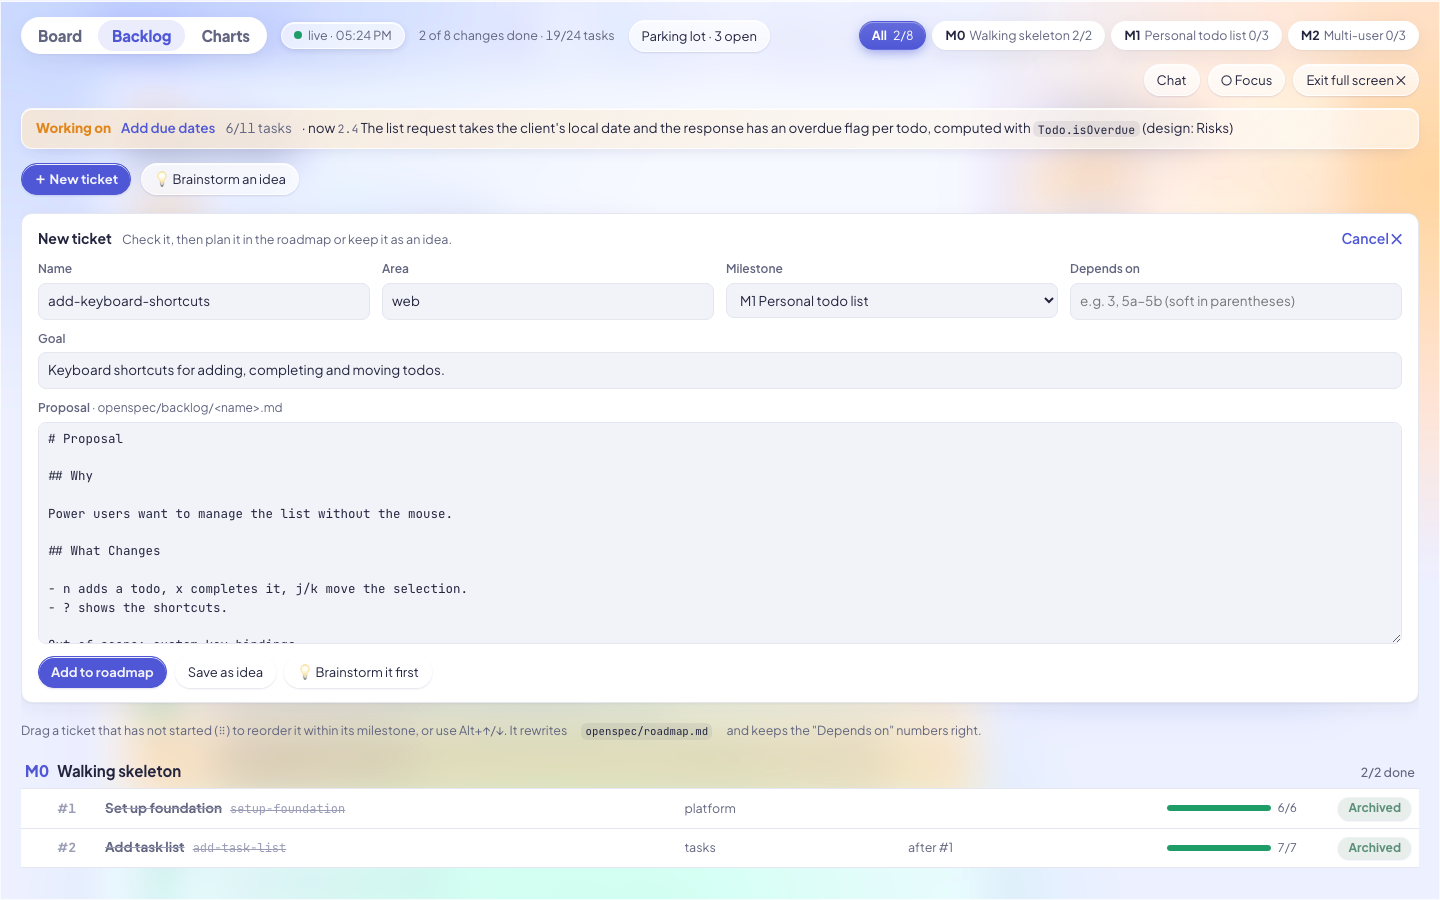 Board Backlog Charts live · 05:24 PM 2 of 8 changes done · 19/24 tasks Parking lot · 3 open All 2/8 M0 Walking skeleton 2/2 M1 Personal todo list 0/3 M2 Multi-user 0/3
Chat Focus Exit full screen ×
Working on Add due dates 6/11 tasks · now 2.4 The list request takes the client's local date and the response has an overdue flag per todo, computed with Todo.isOverdue (design: Risks)
+ New ticket 💡 Brainstorm an idea
New ticket Check it, then plan it in the roadmap or keep it as an idea. Cancel ×
Name Area Milestone Depends on
add-keyboard-shortcuts web M1 Personal todo list e.g. 3, 5a–5b (soft in parentheses)
Goal
Keyboard shortcuts for adding, completing and moving todos.
Proposal · openspec/backlog/<name>.md
# Proposal
## Why
Power users want to manage the list without the mouse.
## What Changes
- n adds a todo, x completes it, j/k move the selection.
- ? shows the shortcuts.
Add to roadmap Save as idea 💡 Brainstorm it first
Drag a ticket that has not started (⠿) to reorder it within its milestone, or use Alt+↑/↓. It rewrites openspec/roadmap.md and keeps the "Depends on" numbers right.
M0 Walking skeleton 2/2 done
#1 Set up foundation setup-foundation platform 6/6 Archived
#2 Add task list add-task-list tasks after #1 7/7 Archived